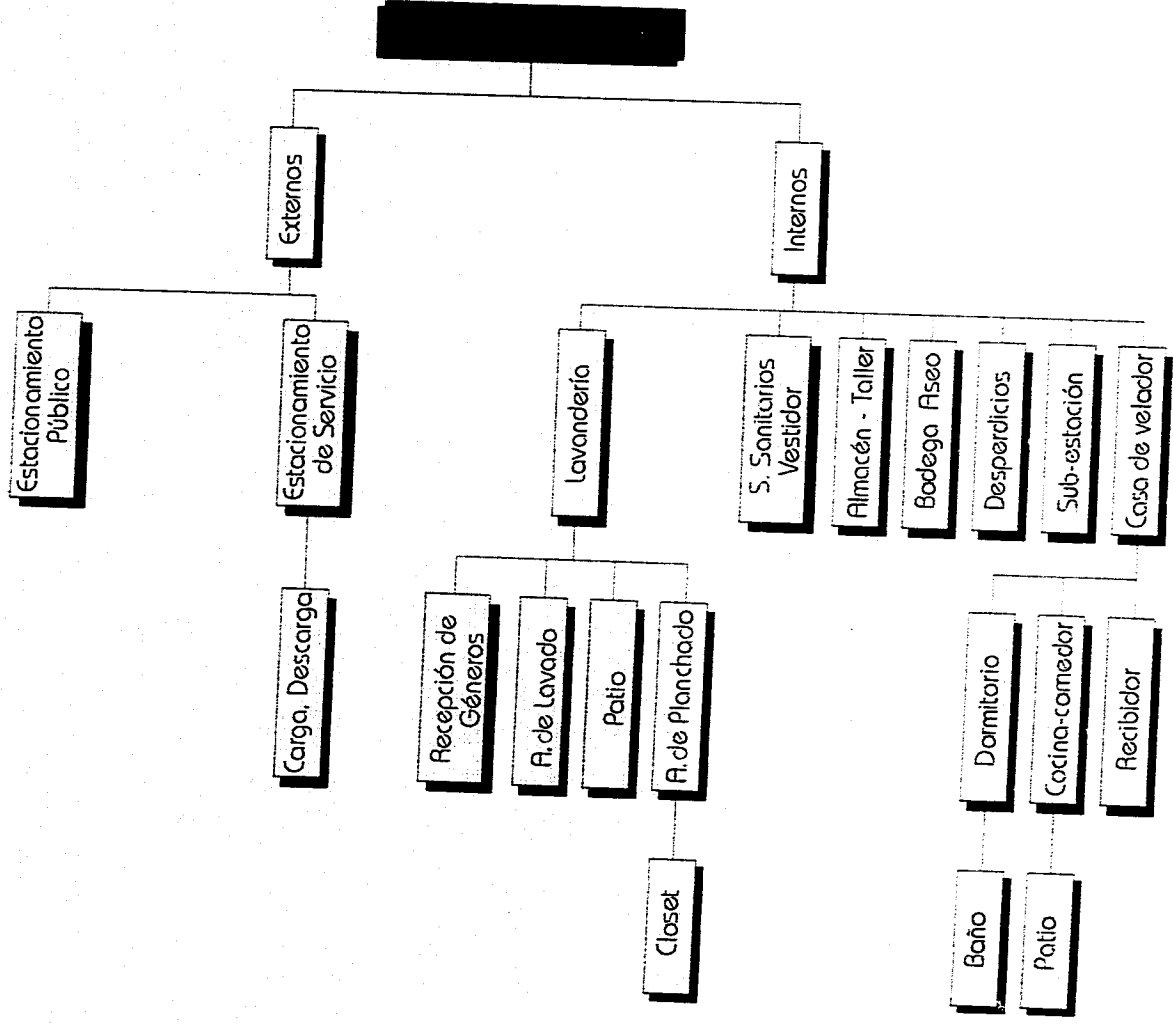 Externos
Internos
Estacionamiento
Público
Estacionamiento
de Servicio
Carga, Descarga
Lavandería
Recepción de
Géneros
A. de Lavado
Patio
A. de Planchado
Closet
S. Sanitarios
Vestidor
Almacén - Taller
Bodega Aseo
Desperdicios
Sub-estación
Casa de velador
Dormitorio
Cocina-comedor
Recibidor
Baño
Patio